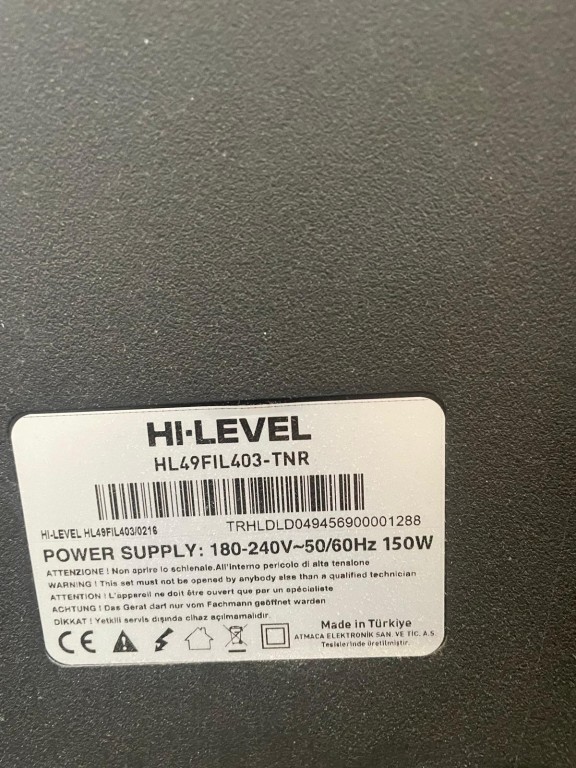 HI-LEVEL
HL49FIL403-TNR
HI-LEVEL HL49FIL403/0216
TRHLDLD049456900001288
POWER SUPPLY: 180-240V~50/60Hz 150W
ATTENZIONE ! Non aprire lo schienale.All'interno pericolo di alta tensione
WARNING ! This set must not be opened by anybody else than a qualified technician
ATTENTION ! L'appareil ne doit être ouvert que par un spécialiste
ACHTUNG ! Das Gerat darf nur vom Fachmann geöffnet warden
DİKKAT ! Yetkili servis dışında cihaz açılmamalıdır.
CE
Made in Türkiye
ATMACA ELEKTRONİK SAN. VE TİC. A.S.
Tesislerinde üretilmiştir.